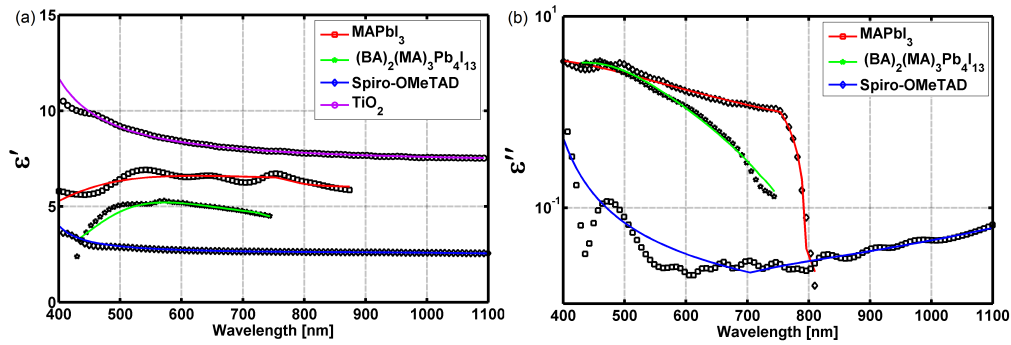 (a)
ε′
15
10
5
0
400 500 600 700 800 900 1000 1100
Wavelength [nm]
MAPbI₃
(BA)₂(MA)₃Pb₄I₁₃
Spiro-OMeTAD
TiO₂
(b)
ε′′
10¹
10⁻¹
400 500 600 700 800 900 1000 1100
Wavelength [nm]
MAPbI₃
(BA)₂(MA)₃Pb₄I₁₃
Spiro-OMeTAD